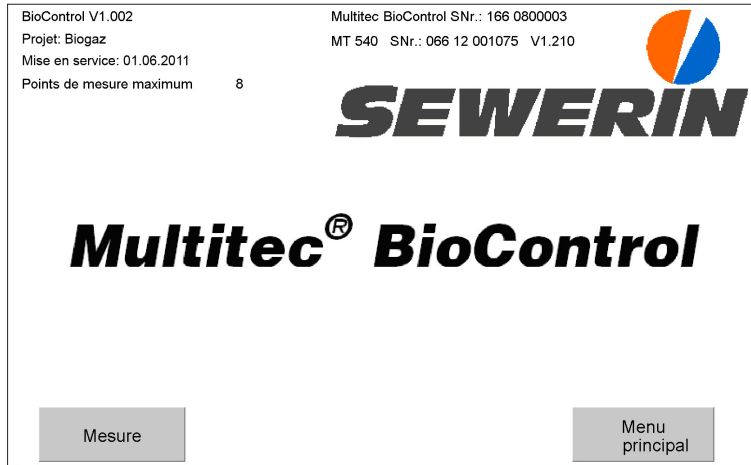 BioControl V1.002
Projet: Biogaz
Mise en service: 01.06.2011
Points de mesure maximum 8
Multitec BioControl SNr.: 166 0800003
MT 540 SNr.: 066 12 001075 V1.210
SEWERIN
Multitec® BioControl
Mesure
Menu
principal